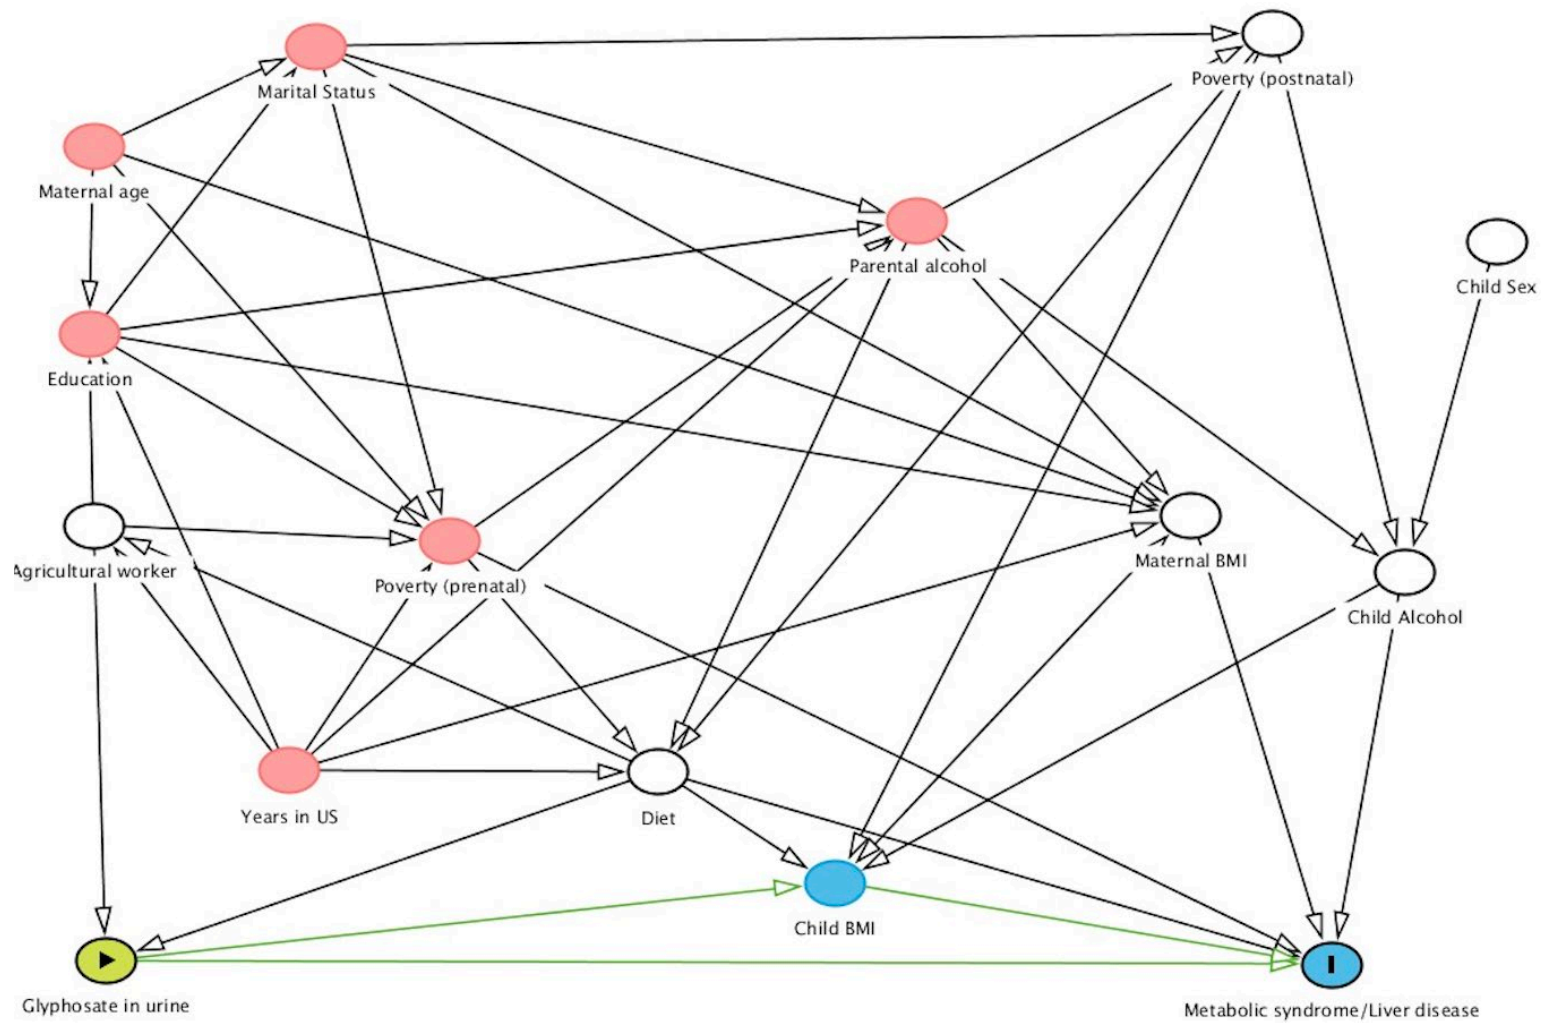 Poverty (postnatal)
Marital Status
Maternal age
Parental alcohol
Child Sex
Education
Maternal BMI
Agricultural worker
Poverty (prenatal)
Child Alcohol
Years in US
Diet
Child BMI
Glyphosate in urine
Metabolic syndrome/Liver disease